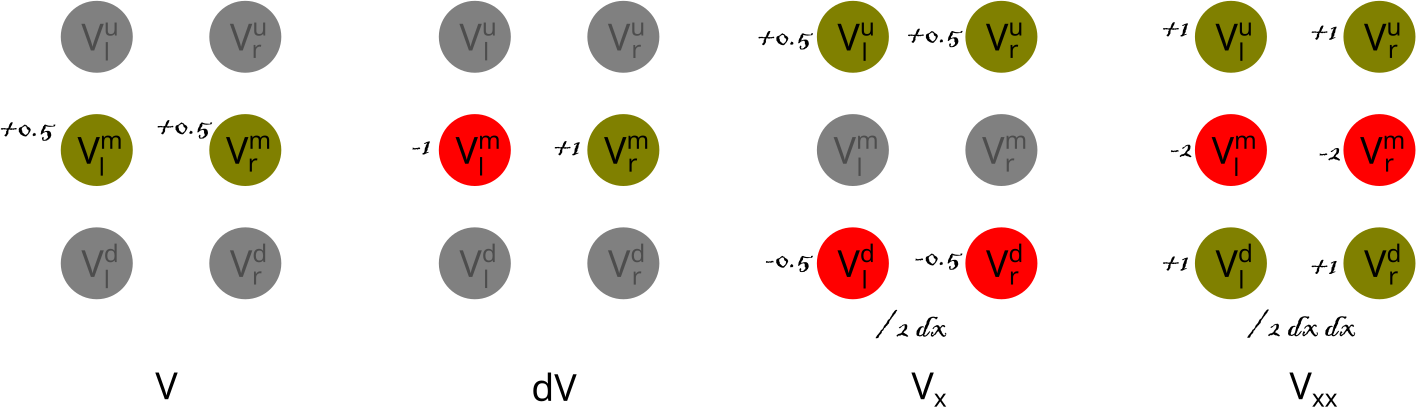 V_l^u V_r^u V_l^u V_r^u +0.5 V_l^u +0.5 V_r^u +1 V_l^u +1 V_r^u
+0.5 V_l^m +0.5 V_r^m -1 V_l^m +1 V_r^m V_l^m V_r^m -2 V_l^m -2 V_r^m
V_l^d V_r^d V_l^d V_r^d -0.5 V_l^d -0.5 V_r^d +1 V_l^d +1 V_r^d
/2 dx /2 dx dx
V dV V_x V_xx